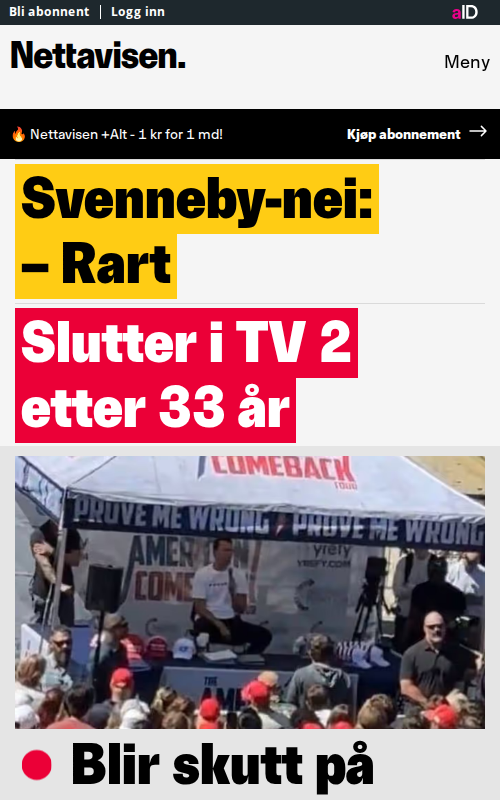 Bli abonnent
Logg inn
aID
Nettavisen.
Meny
🔥 Nettavisen +Alt - 1 kr for 1 md!
Kjøp abonnement →
Svenneby-nei:
– Rart
Slutter i TV 2
etter 33 år
COMEBACK
TOUR
PROVE ME WRONG PROVE ME WRONG
AMERICAN
COME
yrefy
YREFY.COM
THE
Blir skutt på